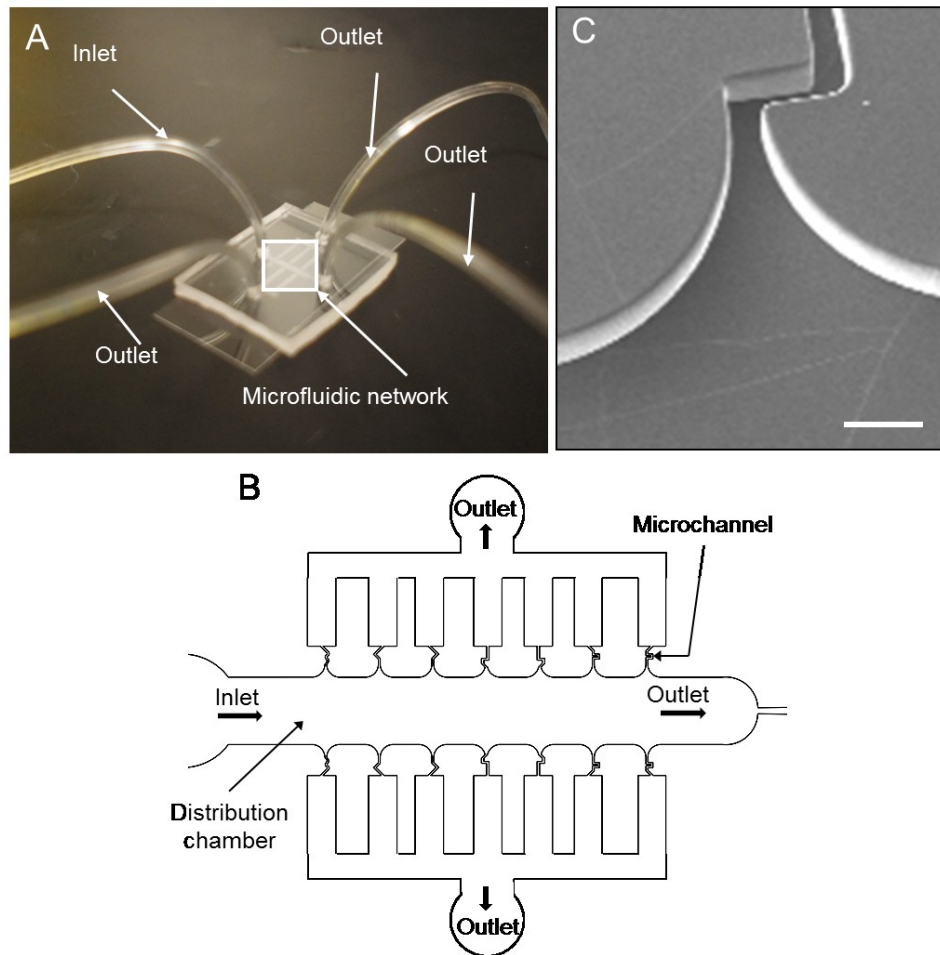 A
Inlet
Outlet
Outlet
Outlet
Microfluidic network
C
B
Outlet
Microchannel
Inlet
Outlet
Distribution
chamber
Outlet